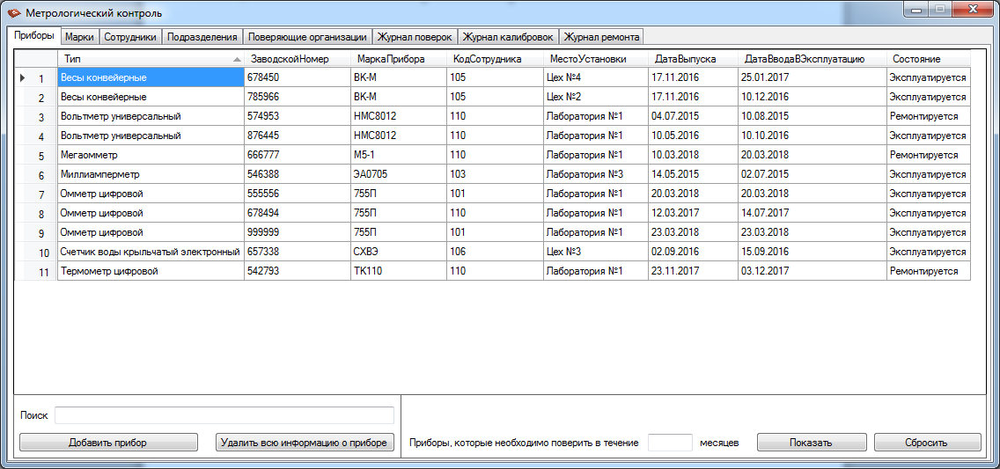 Метрологический контроль
Приборы Марки Сотрудники Подразделения Поверяющие организации Журнал поверок Журнал калибровок Журнал ремонта
Тип ЗаводскойНомер МаркаПрибора КодСотрудника МестоУстановки ДатаВыпуска ДатаВводаВЭксплуатацию Состояние
1 Весы конвейерные 678450 ВК-М 105 Цех №4 17.11.2016 25.01.2017 Эксплуатируется
2 Весы конвейерные 785966 ВК-М 105 Цех №2 17.11.2016 10.12.2016 Эксплуатируется
3 Вольтметр универсальный 574953 HMC8012 110 Лаборатория №1 04.07.2015 10.08.2015 Ремонтируется
4 Вольтметр универсальный 876445 HMC8012 110 Лаборатория №1 10.05.2016 10.10.2016 Эксплуатируется
5 Мегаомметр 666777 М5-1 110 Лаборатория №1 10.03.2018 20.03.2018 Ремонтируется
6 Миллиамперметр 546388 ЭА0705 103 Лаборатория №3 14.05.2015 02.07.2015 Эксплуатируется
7 Омметр цифровой 555556 755П 101 Лаборатория №1 20.03.2018 20.03.2018 Эксплуатируется
8 Омметр цифровой 678494 755П 110 Лаборатория №1 12.03.2017 14.07.2017 Эксплуатируется
9 Омметр цифровой 999999 755П 101 Лаборатория №1 23.03.2018 23.03.2018 Эксплуатируется
10 Счетчик воды крыльчатый электронный 657338 СХВЭ 106 Цех №3 02.09.2016 15.09.2016 Эксплуатируется
11 Термометр цифровой 542793 ТК110 110 Лаборатория №1 23.11.2017 03.12.2017 Ремонтируется
Поиск
Добавить прибор Удалить всю информацию о приборе Приборы, которые необходимо поверить в течение месяцев Показать Сбросить